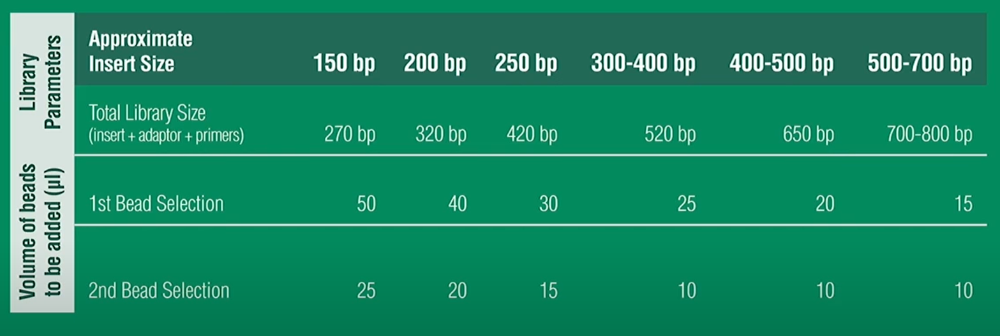 Library
Parameters
Approximate
Insert Size 150 bp 200 bp 250 bp 300-400 bp 400-500 bp 500-700 bp
Total Library Size
(insert + adaptor + primers) 270 bp 320 bp 420 bp 520 bp 650 bp 700-800 bp
Volume of beads
to be added (µl)
1st Bead Selection 50 40 30 25 20 15
2nd Bead Selection 25 20 15 10 10 10